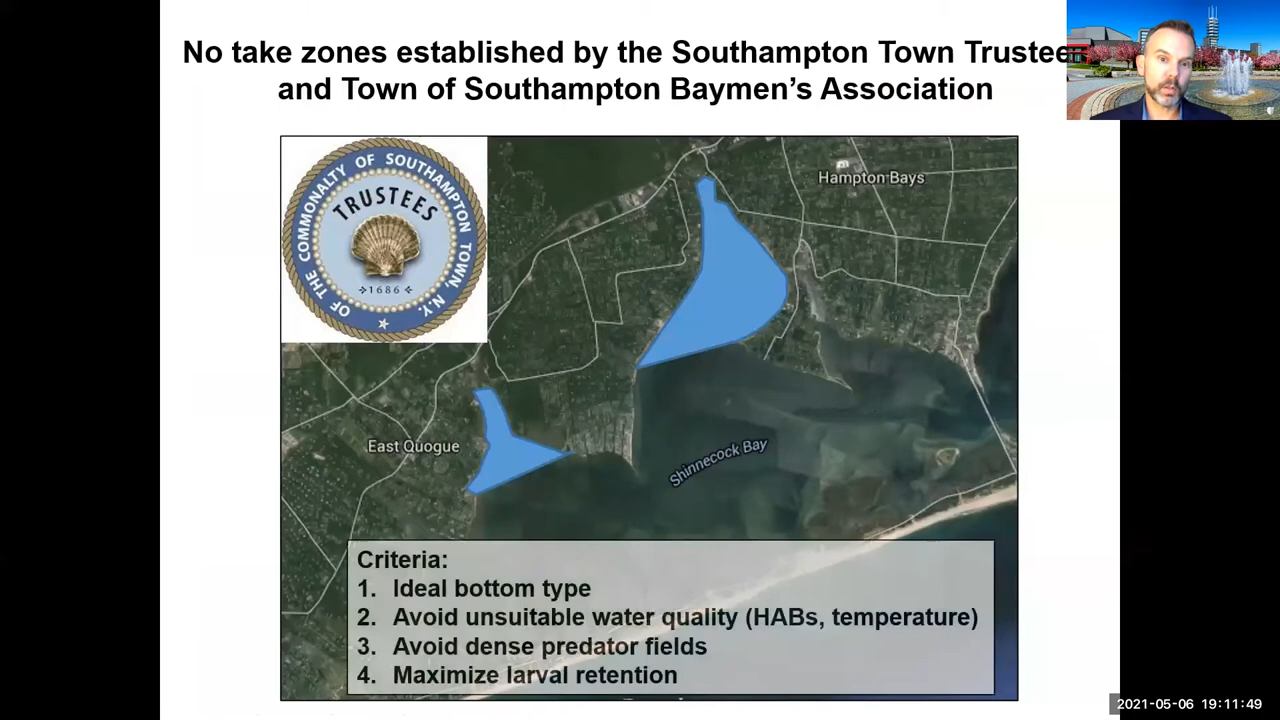 No take zones established by the Southampton Town Trustee
and Town of Southampton Baymen's Association
OF THE COMMONALTY OF SOUTHAMPTON TOWN, N.Y.
TRUSTEES
1686
Hampton Bays
East Quogue
Shinnecock Bay
Criteria:
1. Ideal bottom type
2. Avoid unsuitable water quality (HABs, temperature)
3. Avoid dense predator fields
4. Maximize larval retention
2021-05-06 19:11:49